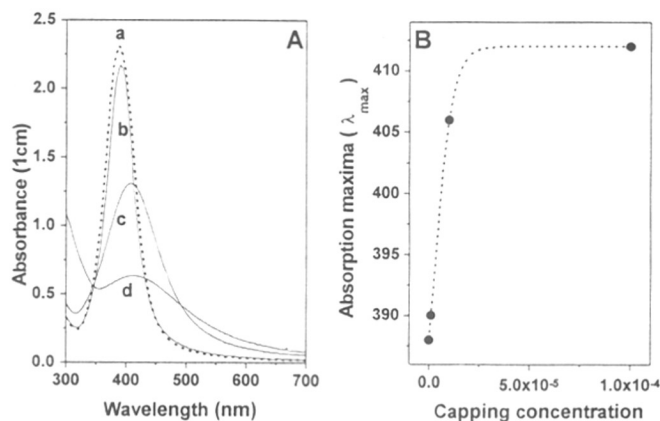 A
a
b
c
d
2.5
2.0
1.5
1.0
0.5
0.0
300 400 500 600 700
Absorbance (1cm)
Wavelength (nm)
B
410
405
400
395
390
0.0 5.0x10⁻⁵ 1.0x10⁻⁴
Absorption maxima ( λmax )
Capping concentration